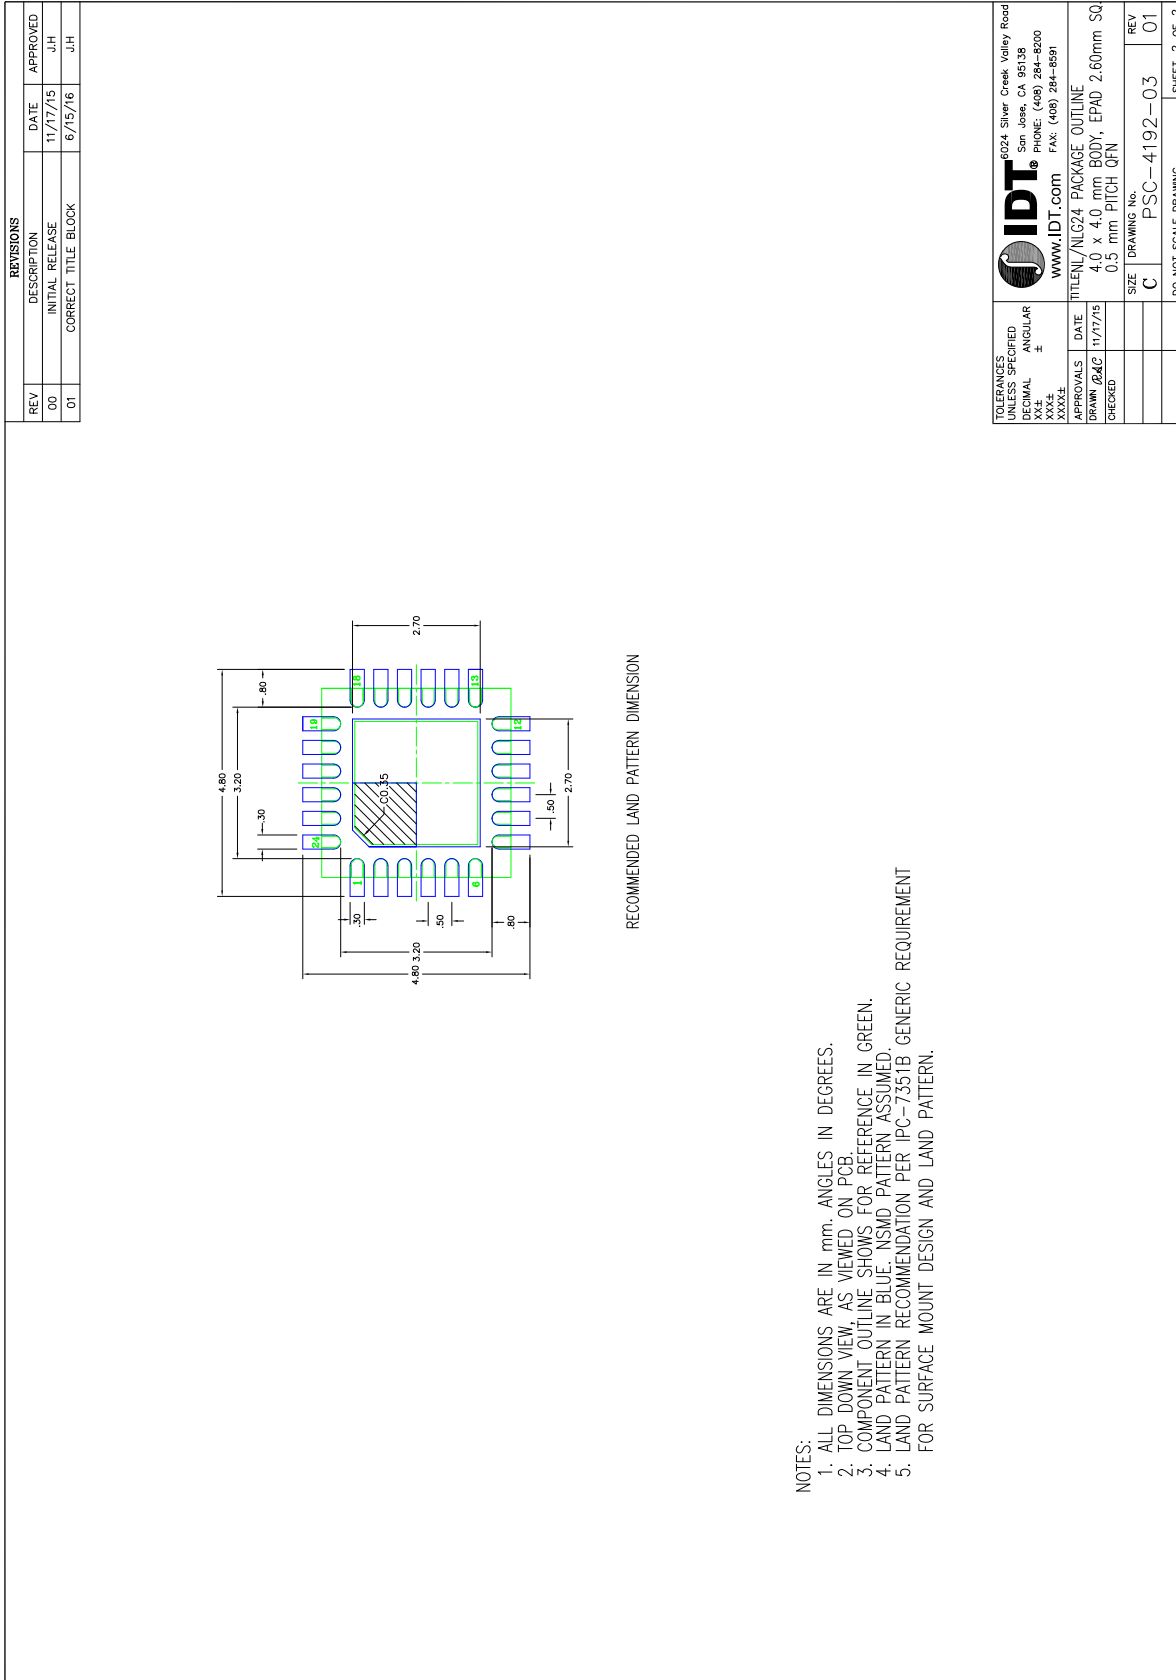 REVISIONS
REV DESCRIPTION DATE APPROVED
00 INITIAL RELEASE 11/17/15 J.H
01 CORRECT TITLE BLOCK 6/15/16 J.H
4.80
3.20
.30
.80
19
18
24
C0.35
13
12
1
6
2.70
2.70
.50
.30
.50
.80
3.20
4.80
RECOMMENDED LAND PATTERN DIMENSION
NOTES:
1. ALL DIMENSIONS ARE IN mm. ANGLES IN DEGREES.
2. TOP DOWN VIEW, AS VIEWED ON PCB.
3. COMPONENT OUTLINE SHOWS FOR REFERENCE IN GREEN.
4. LAND PATTERN IN BLUE. NSMD PATTERN ASSUMED.
5. LAND PATTERN RECOMMENDATION PER IPC-7351B GENERIC REQUIREMENT
FOR SURFACE MOUNT DESIGN AND LAND PATTERN.
TOLERANCES
UNLESS SPECIFIED
DECIMAL ANGULAR
XX± ±
XXX±
XXXX±
APPROVALS DATE
DRAWN RAC 11/17/15
CHECKED
IDT®
www.IDT.com
6024 Silver Creek Valley Road
San Jose, CA 95138
PHONE: (408) 284-8200
FAX: (408) 284-8591
TITLE NL/NLG24 PACKAGE OUTLINE
4.0 x 4.0 mm BODY, EPAD 2.60mm SQ.
0.5 mm PITCH QFN
SIZE DRAWING No. REV
C PSC-4192-03 01
DO NOT SCALE DRAWING